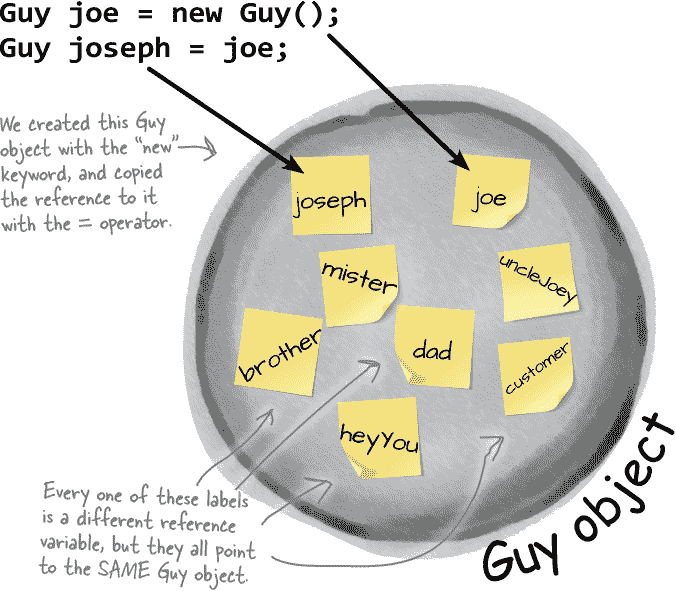 Guy joe = new Guy();
Guy joseph = joe;
We created this Guy
object with the "new"
keyword, and copied
the reference to it
with the = operator.
joseph
joe
mister
uncleJoey
brother
dad
customer
heyYou
Every one of these labels
is a different reference
variable, but they all point
to the SAME Guy object.
Guy object